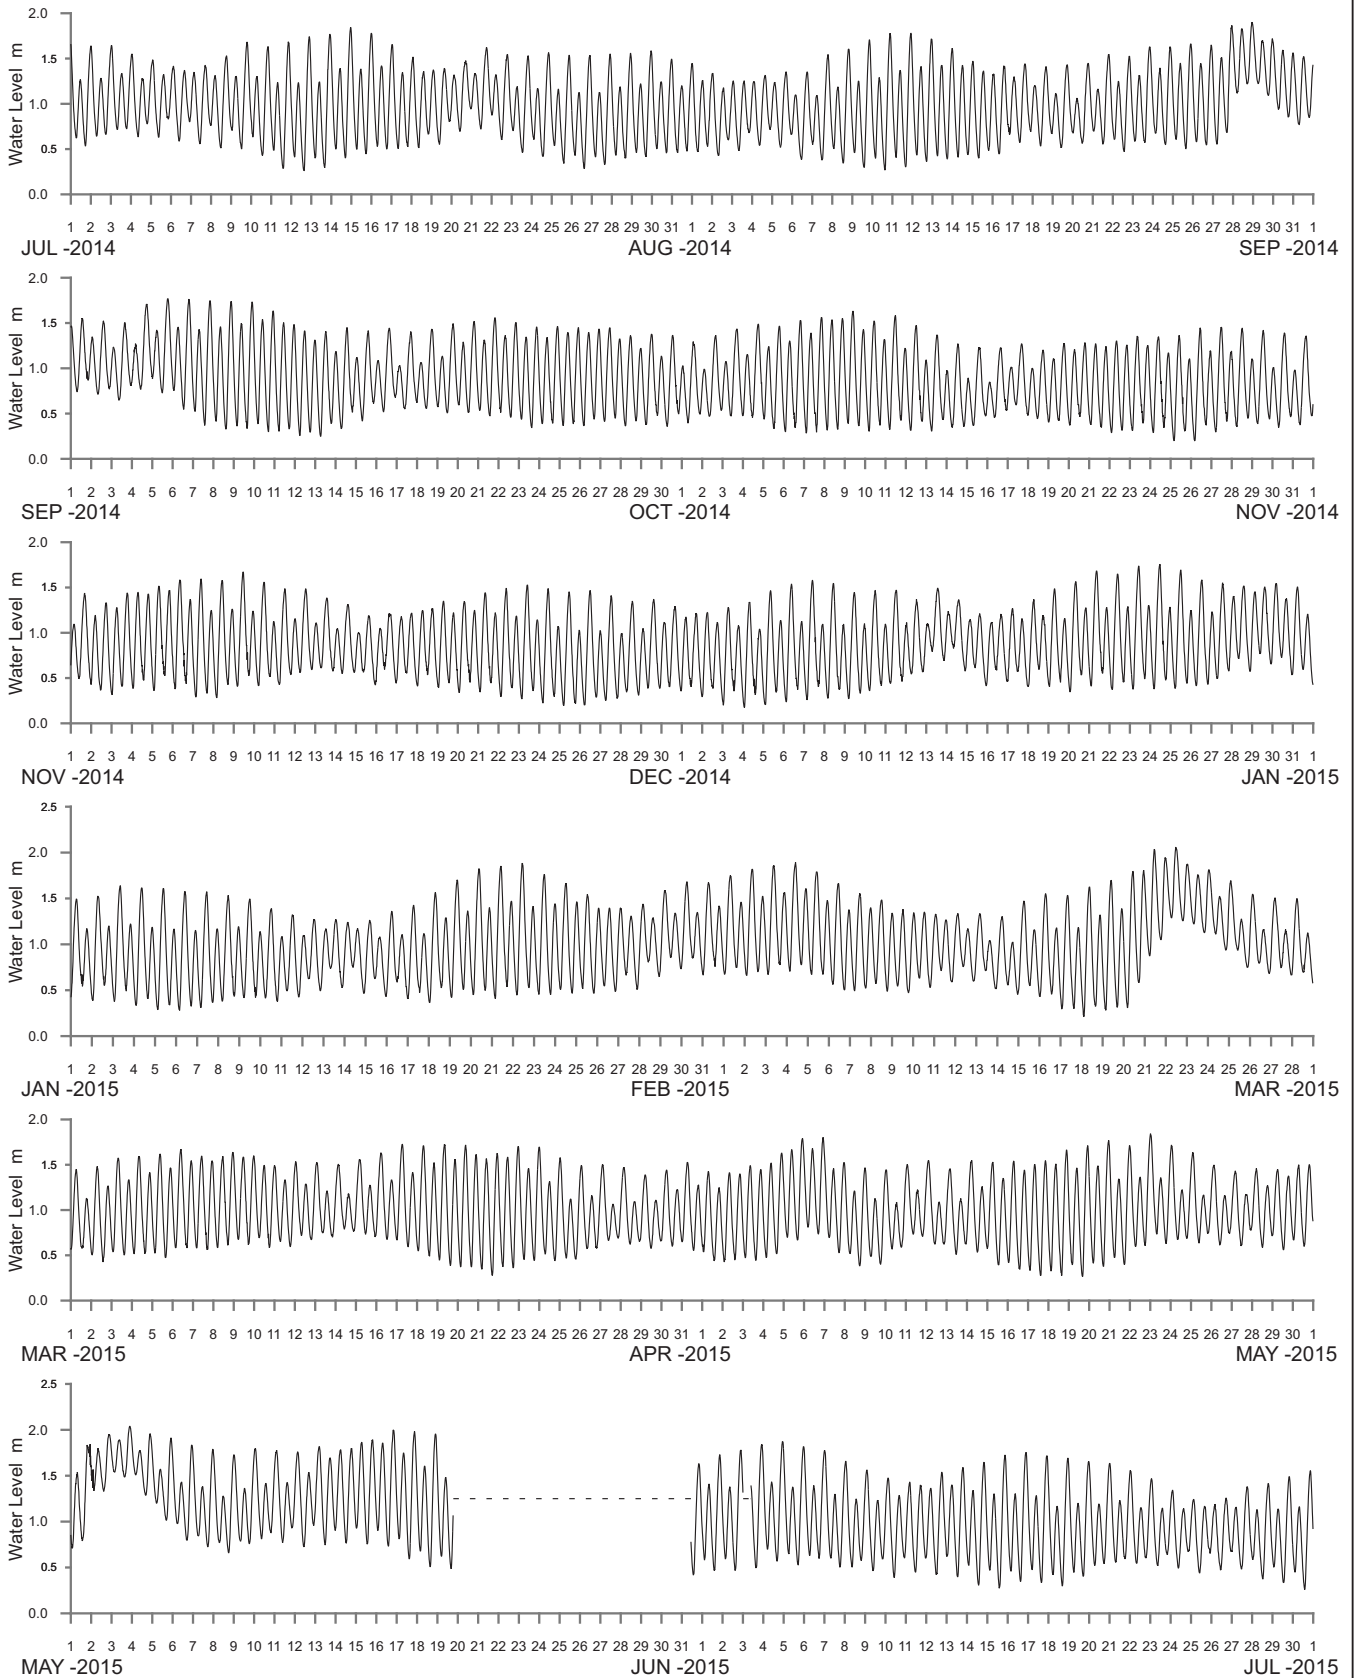 2.0
1.5
1.0
0.5
0.0
Water Level m
1 2 3 4 5 6 7 8 9 10 11 12 13 14 15 16 17 18 19 20 21 22 23 24 25 26 27 28 29 30 31 1 2 3 4 5 6 7 8 9 10 11 12 13 14 15 16 17 18 19 20 21 22 23 24 25 26 27 28 29 30 31 1
JUL -2014 AUG -2014 SEP -2014
2.0
1.5
1.0
0.5
0.0
Water Level m
1 2 3 4 5 6 7 8 9 10 11 12 13 14 15 16 17 18 19 20 21 22 23 24 25 26 27 28 29 30 1 2 3 4 5 6 7 8 9 10 11 12 13 14 15 16 17 18 19 20 21 22 23 24 25 26 27 28 29 30 31 1
SEP -2014 OCT -2014 NOV -2014
2.0
1.5
1.0
0.5
0.0
Water Level m
1 2 3 4 5 6 7 8 9 10 11 12 13 14 15 16 17 18 19 20 21 22 23 24 25 26 27 28 29 30 1 2 3 4 5 6 7 8 9 10 11 12 13 14 15 16 17 18 19 20 21 22 23 24 25 26 27 28 29 30 31 1
NOV -2014 DEC -2014 JAN -2015
2.5
2.0
1.5
1.0
0.5
0.0
Water Level m
1 2 3 4 5 6 7 8 9 10 11 12 13 14 15 16 17 18 19 20 21 22 23 24 25 26 27 28 29 30 31 1 2 3 4 5 6 7 8 9 10 11 12 13 14 15 16 17 18 19 20 21 22 23 24 25 26 27 28 1
JAN -2015 FEB -2015 MAR -2015
2.0
1.5
1.0
0.5
0.0
Water Level m
1 2 3 4 5 6 7 8 9 10 11 12 13 14 15 16 17 18 19 20 21 22 23 24 25 26 27 28 29 30 31 1 2 3 4 5 6 7 8 9 10 11 12 13 14 15 16 17 18 19 20 21 22 23 24 25 26 27 28 29 30 1
MAR -2015 APR -2015 MAY -2015
2.5
2.0
1.5
1.0
0.5
0.0
Water Level m
1 2 3 4 5 6 7 8 9 10 11 12 13 14 15 16 17 18 19 20 21 22 23 24 25 26 27 28 29 30 31 1 2 3 4 5 6 7 8 9 10 11 12 13 14 15 16 17 18 19 20 21 22 23 24 25 26 27 28 29 30 1
MAY -2015 JUN -2015 JUL -2015